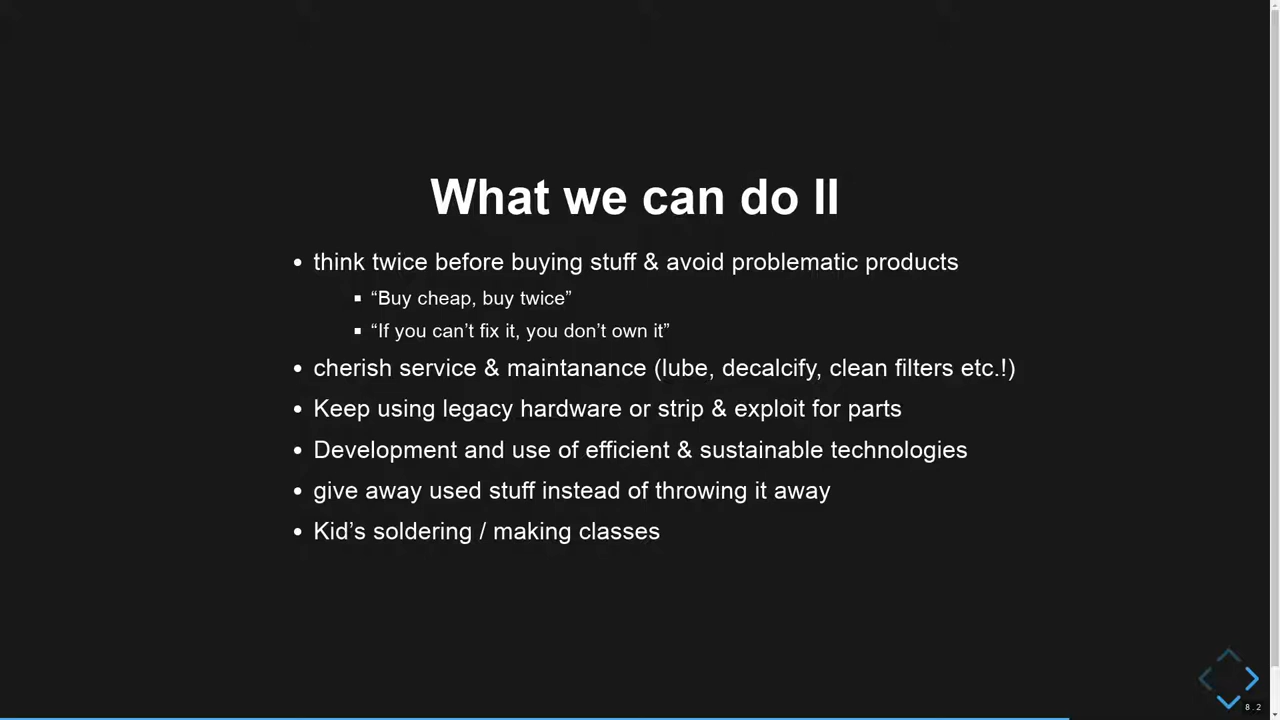 What we can do II
• think twice before buying stuff & avoid problematic products
▪ “Buy cheap, buy twice”
▪ “If you can’t fix it, you don’t own it”
• cherish service & maintanance (lube, decalcify, clean filters etc.!)
• Keep using legacy hardware or strip & exploit for parts
• Development and use of efficient & sustainable technologies
• give away used stuff instead of throwing it away
• Kid’s soldering / making classes
8.2